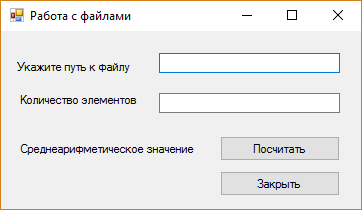 Работа с файлами
Укажите путь к файлу
Количество элементов
Среднеарифметическое значение
Посчитать
Закрыть